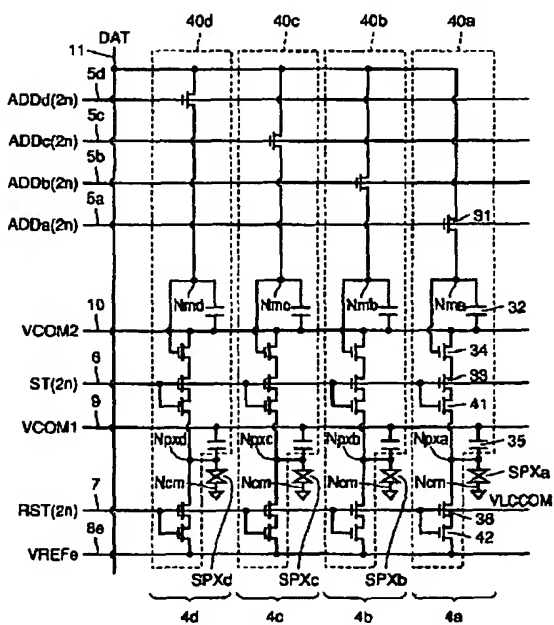 40d 40c 40b 40a
DAT
11
5d
ADDd(2n)
5c
ADDc(2n)
5b
ADDb(2n)
5a
ADDa(2n)
31
10
Nmd Nmc Nmb Nma 32
VCOM2
34
6
ST(2n)
33
9
41
VCOM1
Npxd Npxc Npxb Npxa 35
SPXa
7
Ncm Ncm Ncm Ncm
VLCCOM
RST(2n)
36
8e
42
VREFe
SPXd SPXc SPXb
4d 4c 4b 4a